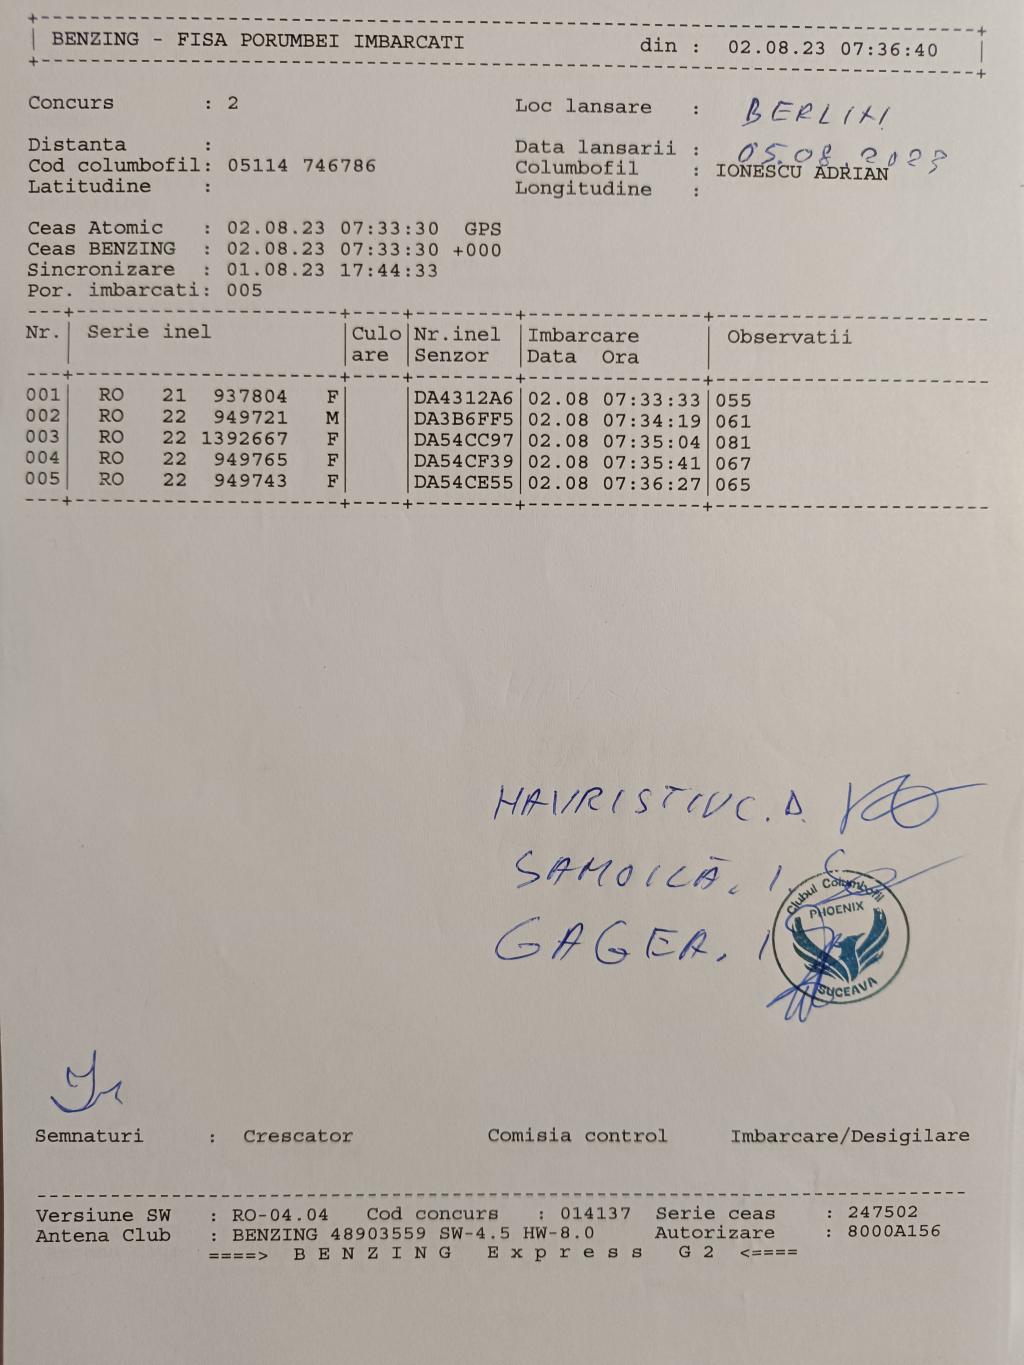 BENZING - FISA PORUMBEI IMBARCATI din : 02.08.23 07:36:40
Concurs : 2 Loc lansare : BERLIN
Distanta : Data lansarii : 05.08.2023
Cod columbofil: 05114 746786 Columbofil : IONESCU ADRIAN
Latitudine : Longitudine :
Ceas Atomic : 02.08.23 07:33:30 GPS
Ceas BENZING : 02.08.23 07:33:30 +000
Sincronizare : 01.08.23 17:44:33
Por. imbarcati: 005
Nr.| Serie inel |Culo|Nr.inel |Imbarcare | Observatii
|are |Senzor |Data Ora |
001| RO 21 937804 F| |DA4312A6|02.08 07:33:33|055
002| RO 22 949721 M| |DA3B6FF5|02.08 07:34:19|061
003| RO 22 1392667 F| |DA54CC97|02.08 07:35:04|081
004| RO 22 949765 F| |DA54CF39|02.08 07:35:41|067
005| RO 22 949743 F| |DA54CE55|02.08 07:36:27|065
HAVRISTIUC. D.
SAMOILĂ. I.
GAGEA. I
Clubul Columbofil
PHOENIX
SUCEAVA
Semnaturi : Crescator Comisia control Imbarcare/Desigilare
Versiune SW : RO-04.04 Cod concurs : 014137 Serie ceas : 247502
Antena Club : BENZING 48903559 SW-4.5 HW-8.0 Autorizare : 8000A156
====> B E N Z I N G E x p r e s s G 2 <====